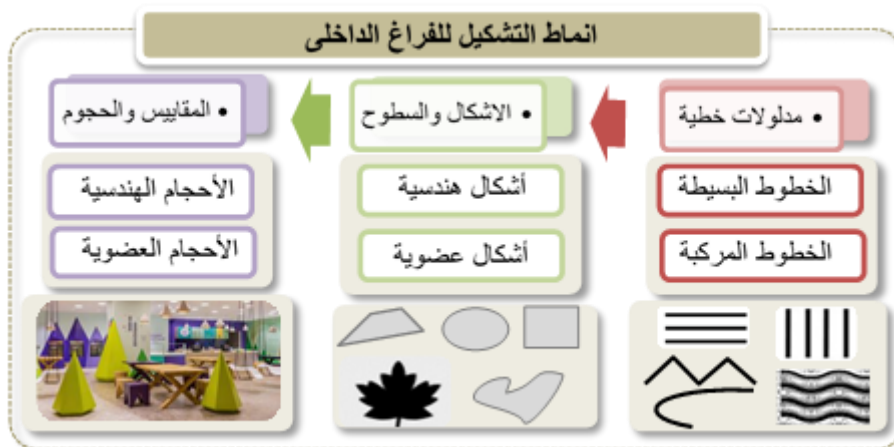 انماط التشكيل للفراغ الداخلى
• مدلولات خطية
الخطوط البسيطة
الخطوط المركبة
• الاشكال والسطوح
أشكال هندسية
أشكال عضوية
• المقاييس والحجوم
الأحجام الهندسية
الأحجام العضوية